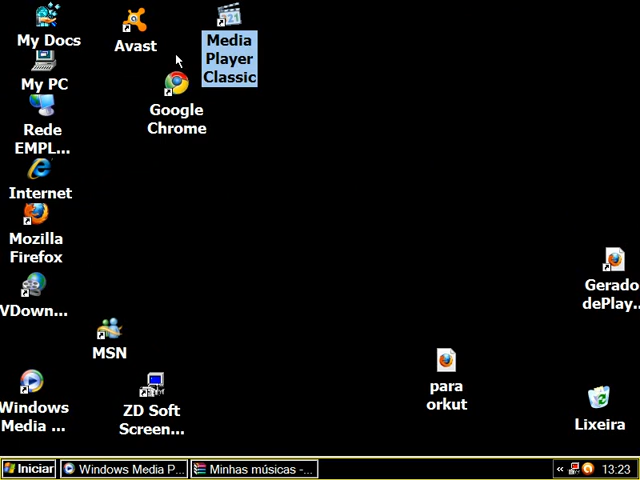 My Docs
Avast
Media
Player
Classic
21
My PC
Google
Chrome
Rede
EMPL...
Internet
Mozilla
Firefox
VDown...
Gerado
dePlay...
MSN
para
orkut
Windows
Media ...
ZD Soft
Screen...
Lixeira
Iniciar
Windows Media P...
Minhas músicas -...
«
13:23